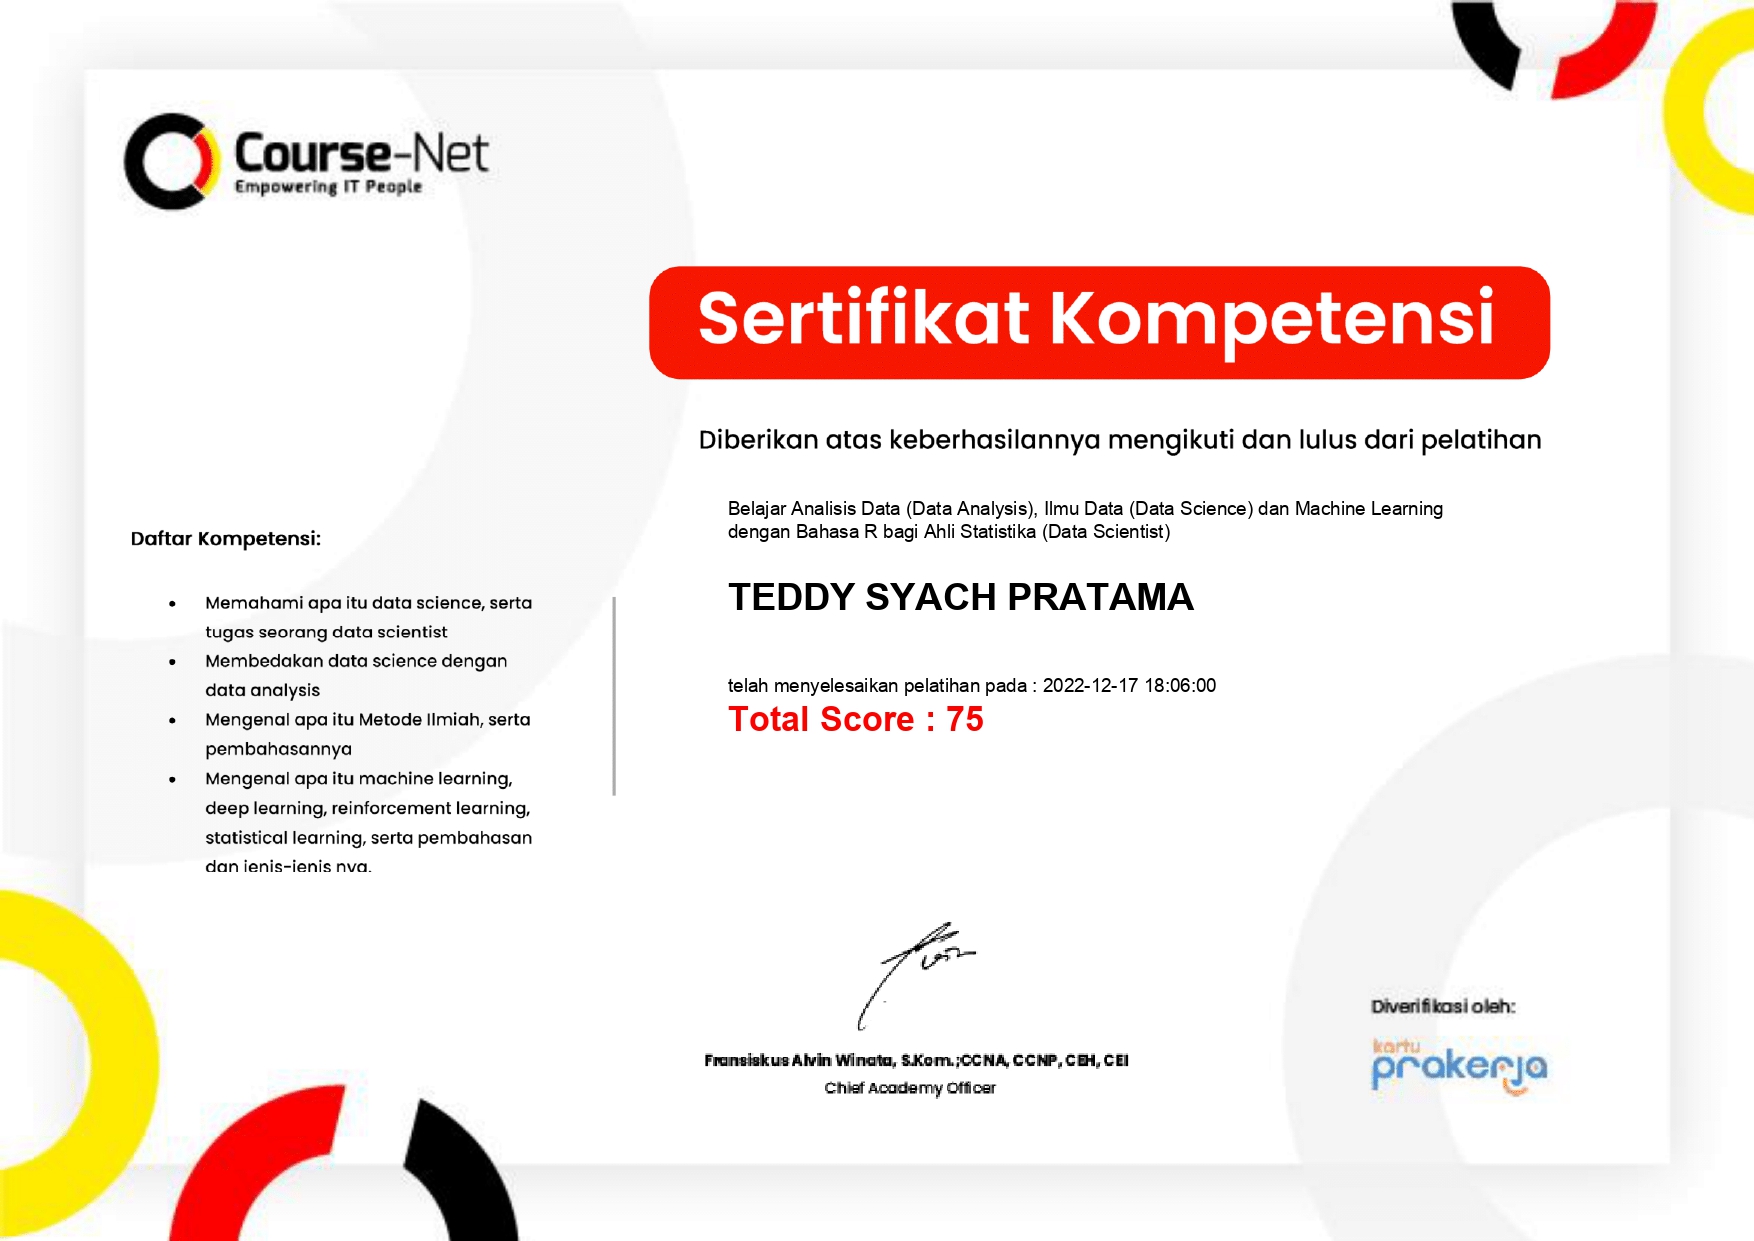 Course-Net
Empowering IT People
Sertifikat Kompetensi
Diberikan atas keberhasilannya mengikuti dan lulus dari pelatihan
Belajar Analisis Data (Data Analysis), Ilmu Data (Data Science) dan Machine Learning
dengan Bahasa R bagi Ahli Statistika (Data Scientist)
TEDDY SYACH PRATAMA
telah menyelesaikan pelatihan pada : 2022-12-17 18:06:00
Total Score : 75
Daftar Kompetensi:
• Memahami apa itu data science, serta
tugas seorang data scientist
• Membedakan data science dengan
data analysis
• Mengenal apa itu Metode Ilmiah, serta
pembahasannya
• Mengenal apa itu machine learning,
deep learning, reinforcement learning,
statistical learning, serta pembahasan
dan jenis-jenis nya.
Fransiskus Alvin Winata, S.Kom.;CCNA, CCNP, CEH, CEI
Chief Academy Officer
Diverifikasi oleh:
kartu
prakerja